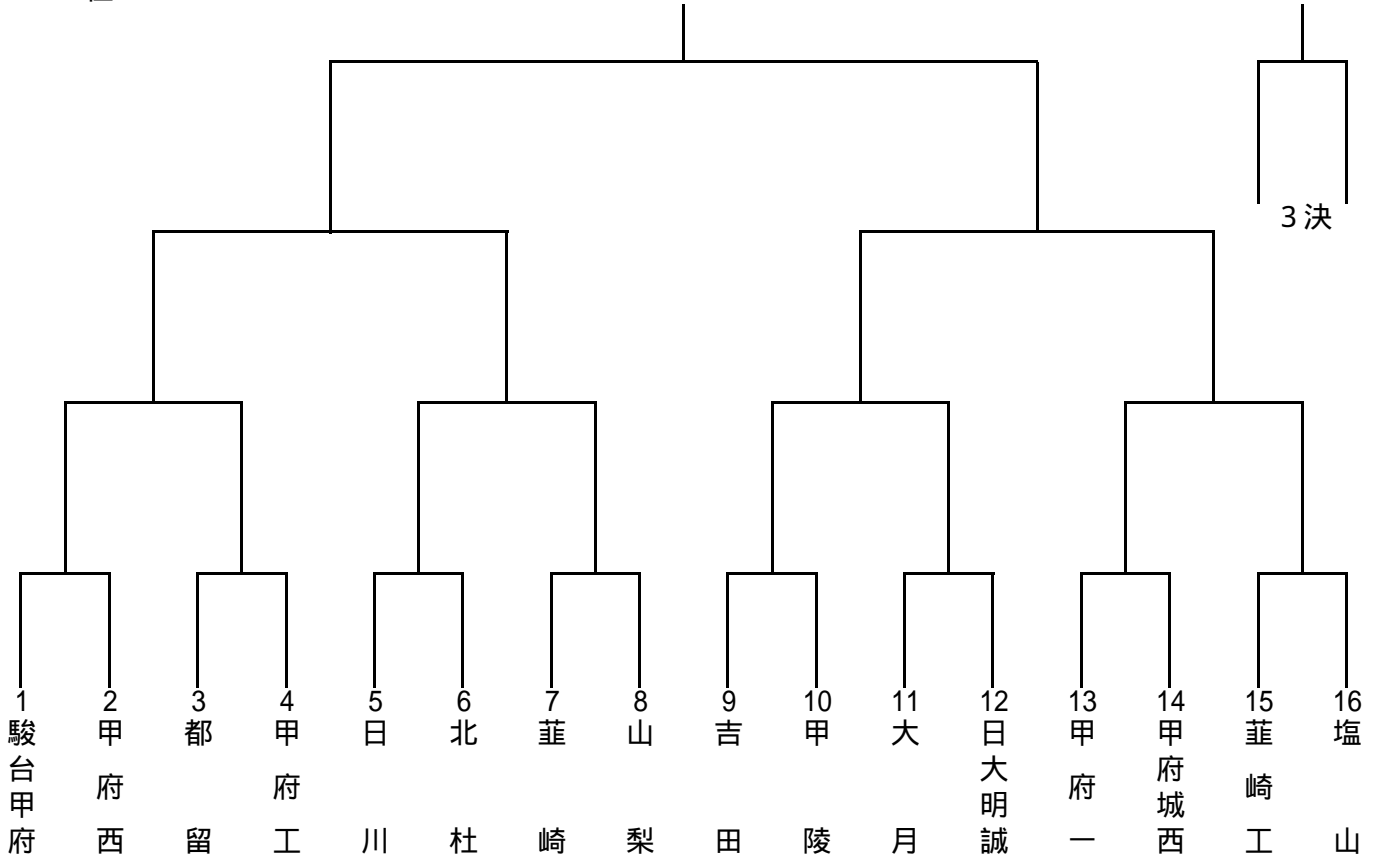 3決
1 駿台甲府
2 甲府西
3 都留
4 甲府工
5 日川
6 北杜
7 韮崎
8 山梨
9 吉田
10 甲陵
11 大月
12 日大明誠
13 甲府一
14 甲府城西
15 韮崎工
16 塩山